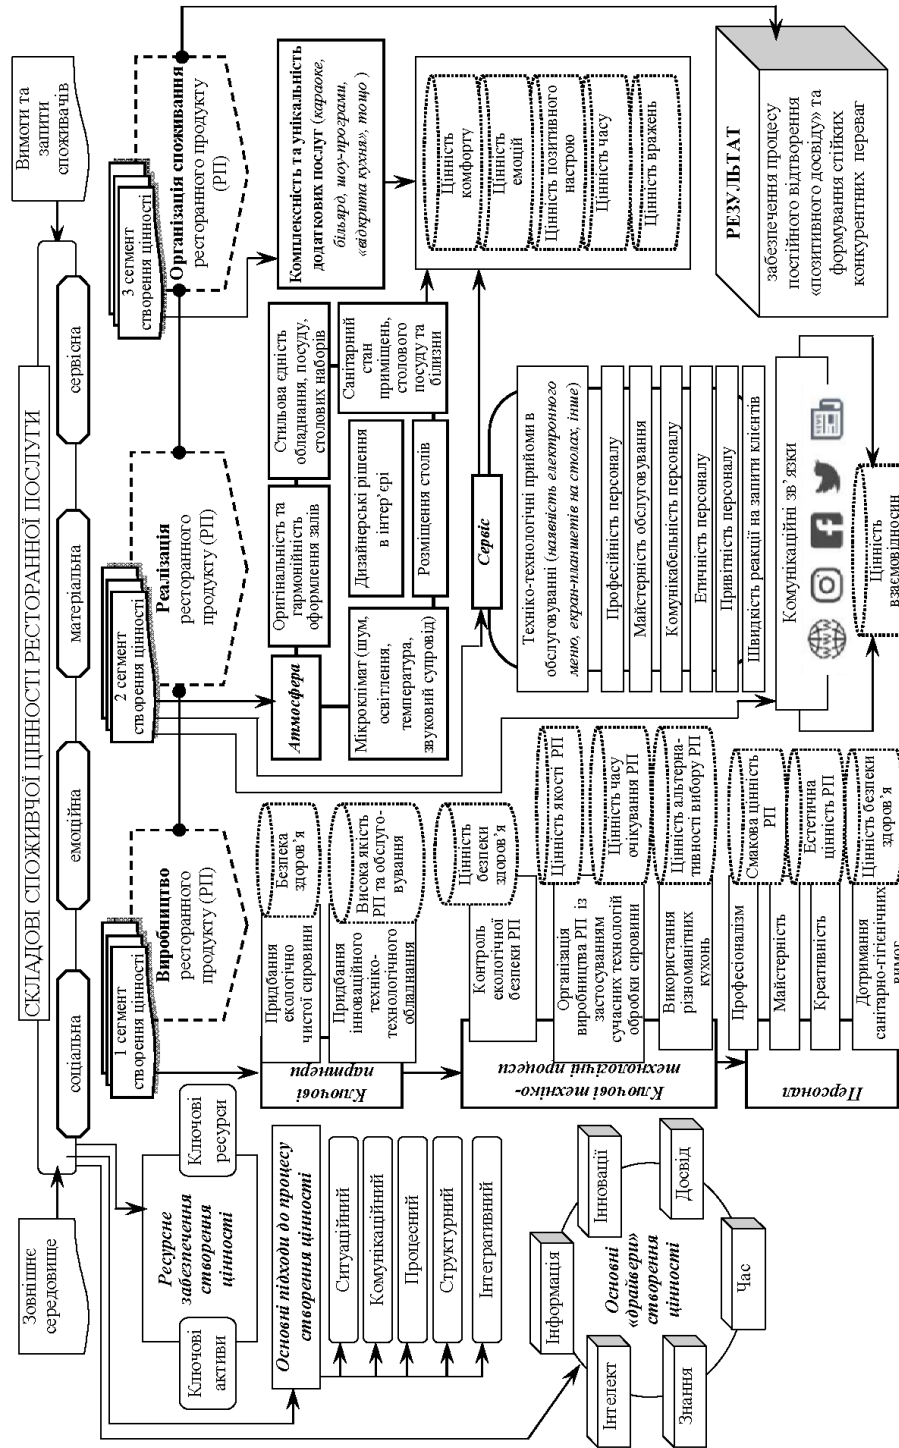 Зовнішнє
середовище
СКЛАДОВІ СПОЖИВЧОЇ ЦІННОСТІ РЕСТОРАННОЇ ПОСЛУГИ
Вимоги та
запити
споживачів
соціальна
емоційна
матеріальна
сервісна
Ключові
активи
Ресурсне
забезпечення
створення
цінності
Ключові
ресурси
1 сегмент
створення цінності
Виробництво
ресторанного
продукту (РП)
2 сегмент
створення цінності
Реалізація
ресторанного
продукту (РП)
3 сегмент
створення цінності
Організація споживання
ресторанного продукту
(РП)
Основні підходи до процесу
створення цінності
Ситуаційний
Комунікаційний
Процесний
Структурний
Інтегративний
Інформація
Інновації
Досвід
Час
Знання
Інтелект
Основні
«драйвери»
створення
цінності
Ключові
партнери
Придбання
екологічно
чистої сировини
Безпека
здоров'я
Придбання
інноваційного
техніко-
технологічного
обладнання
Висока якість
РП та обслуго-
вування
Ключові техніко-
технологічні процеси
Контроль
екологічної
безпеки РП
Цінність
безпеки
здоров'я
Організація
виробництва РП із
застосуванням
сучасних технологій
обробки сировини
Цінність якості РП
Цінність часу
очікування РП
Використання
різноманітних
кухонь
Цінність альтерна-
тивності вибору РП
Персонал
Професіоналізм
Майстерність
Креативність
Дотримання
санітарно-гігієнічних
Смакова цінність
РП
Естетична
цінність РП
Цінність безпеки
здоров'я
Атмосфера
Оригінальність та
гармонійність
оформлення залів
Стильова єдність
обладнання, посуду,
столових наборів
Мікроклімат (шум,
освітлення,
температура,
звуковий супровід)
Дизайнерські рішення
в інтер'єрі
Розміщення столів
Санітарний
стан
приміщень,
столового
посуду та
білизни
Сервіс
Техніко-технологічні прийоми в
обслуговуванні (наявність електронного
меню, екран-планшетів на столах, інше)
Професійність персоналу
Майстерність обслуговування
Комунікабельність персоналу
Етичність персоналу
Привітність персоналу
Швидкість реакції на запити клієнтів
Комунікаційні зв'язки
WWW
NEWS
Цінність
взаємовідносин
Комплексність та унікальність
додаткових послуг (караоке,
більярд, шоу-програми,
«відкрита кухня», тощо )
Цінність
комфорту
Цінність
емоцій
Цінність позитивного
настрою
Цінність часу
Цінність вражень
РЕЗУЛЬТАТ
забезпечення процесу
постійного відтворення
«позитивного досвіду» та
формування стійких
конкурентних переваг